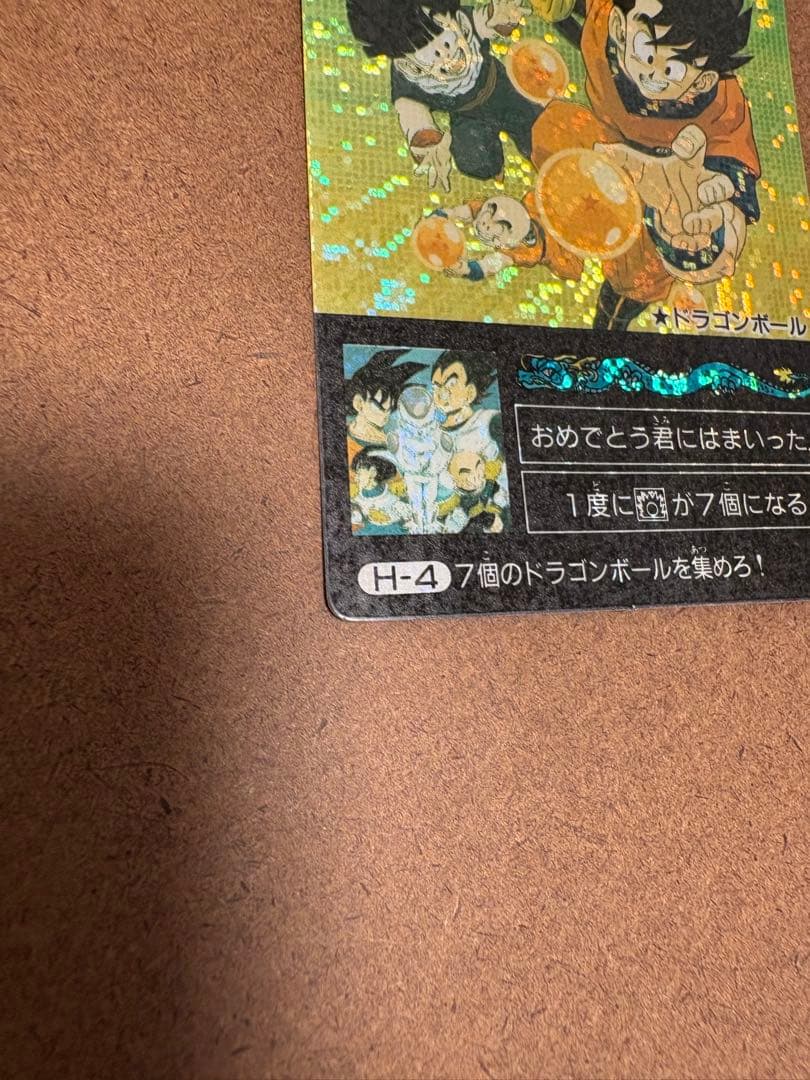 ★ドラゴンボール
おめでとう君にはまいった
1度に が7個になる
H-4 7個のドラゴンボールを集めろ!